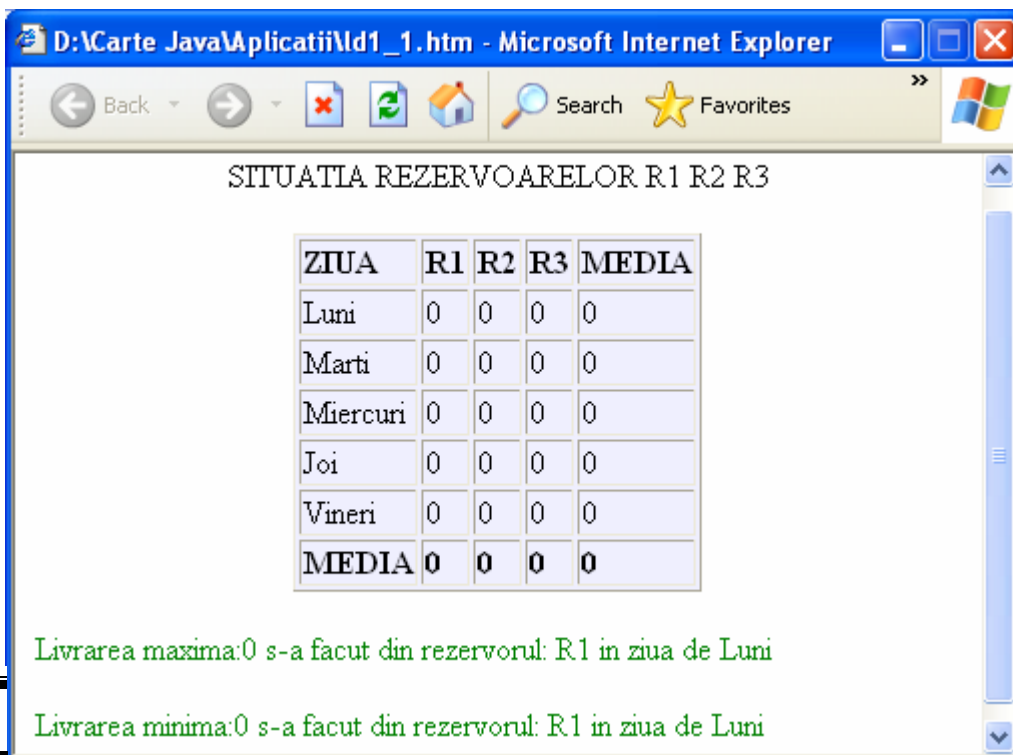 D:\Carte Java\Aplicatii\ld1_1.htm - Microsoft Internet Explorer
Back Search Favorites »
SITUATIA REZERVOARELOR R1 R2 R3
ZIUA R1 R2 R3 MEDIA
Luni 0 0 0 0
Marti 0 0 0 0
Miercuri 0 0 0 0
Joi 0 0 0 0
Vineri 0 0 0 0
MEDIA 0 0 0 0
Livrarea maxima:0 s-a facut din rezervorul: R1 in ziua de Luni
Livrarea minima:0 s-a facut din rezervorul: R1 in ziua de Luni